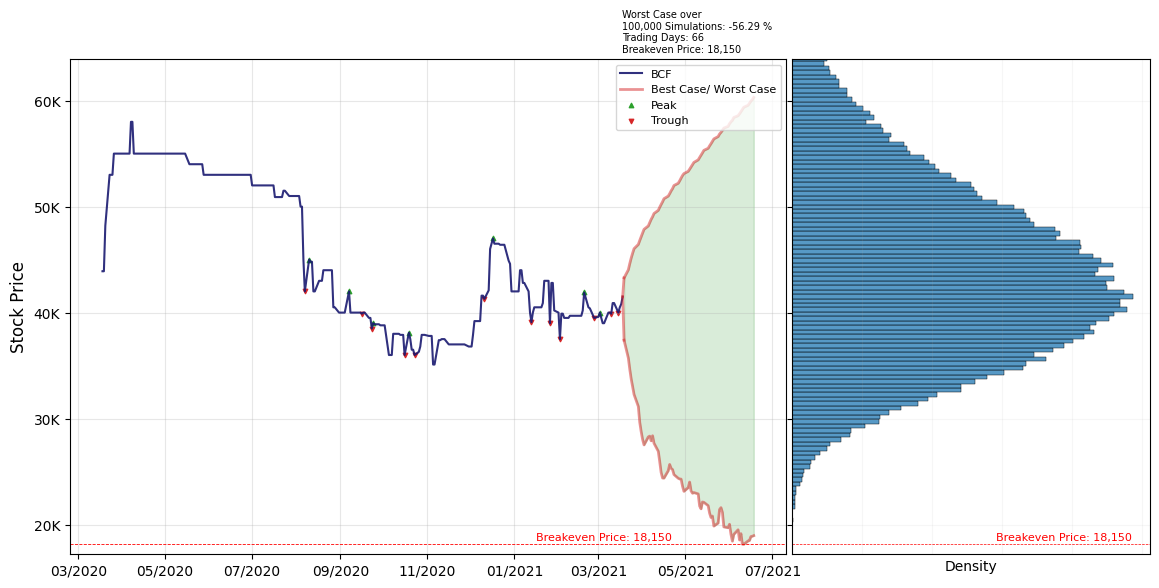 Worst Case over
100,000 Simulations: -56.29 %
Trading Days: 66
Breakeven Price: 18,150
BCF
Best Case/ Worst Case
Peak
Trough
60K
50K
40K
30K
20K
Stock Price
Breakeven Price: 18,150
Breakeven Price: 18,150
03/2020 05/2020 07/2020 09/2020 11/2020 01/2021 03/2021 05/2021 07/2021
Density